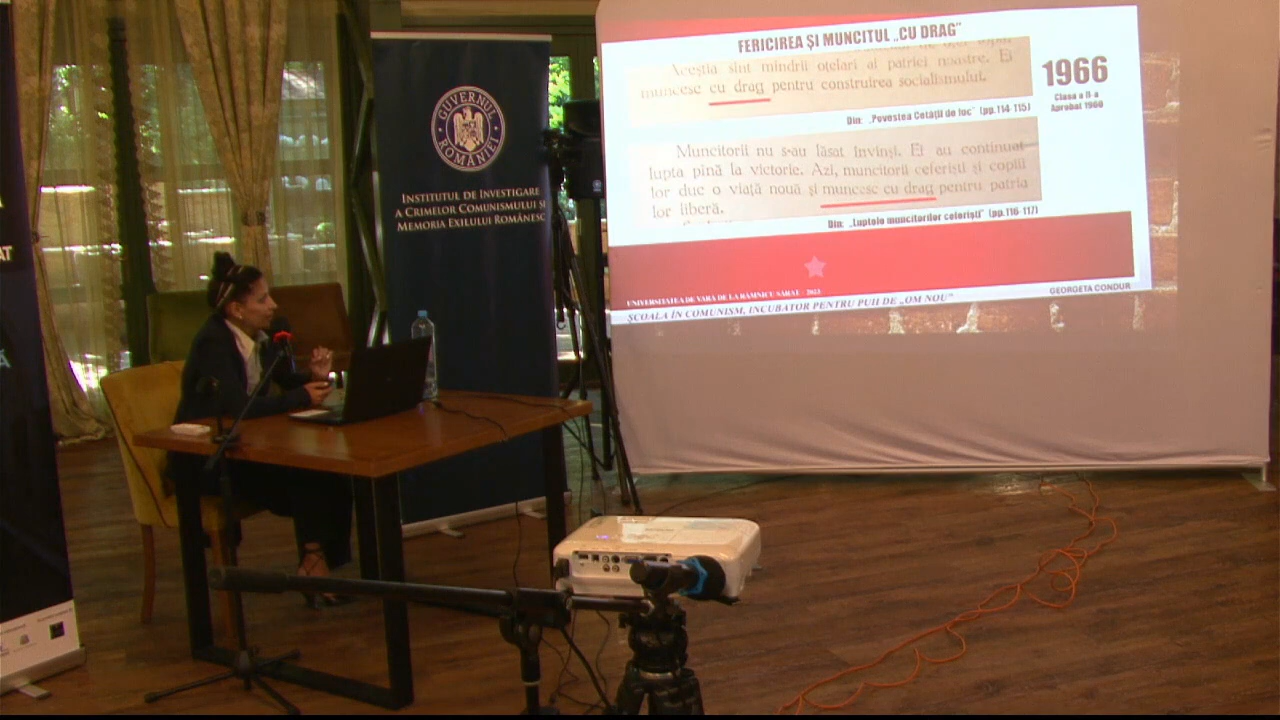 GUVERNUL ROMÂNIEI
INSTITUTUL DE INVESTIGARE
A CRIMELOR COMUNISMULUI ȘI
MEMORIA EXILULUI ROMÂNESC
FERICIREA ȘI MUNCITUL „CU DRAG”
Aceștia sint mindrii oțelari ai patriei noastre. Ei
muncesc cu drag pentru construirea socialismului.
Din: „Povestea Cetății de foc” (pp.114-115)
1966
Clasa a II-a
Aprobat 1960
Muncitorii nu s-au lăsat învinși. Ei au continuat
lupta pînă la victorie. Azi, muncitorii ceferiști și copiii
lor duc o viață nouă și muncesc cu drag pentru patria
lor liberă.
Din: „Luptele muncitorilor ceferiști” (pp.116-117)
UNIVERSITATEA DE VARĂ DE LA RÂMNICU SĂRAT - 2023
GEORGETA CONDUR
ȘCOALA ÎN COMUNISM, INCUBATOR PENTRU PUII DE „OM NOU”
AT
Ă